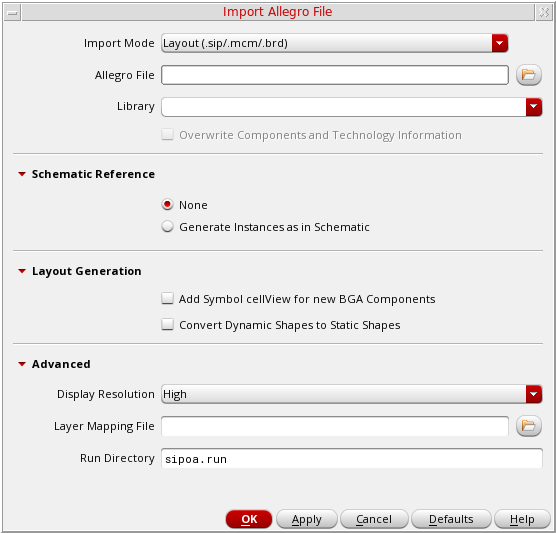 Import Allegro File
Import Mode Layout (.sip/.mcm/.brd)
Allegro File
Library
Overwrite Components and Technology Information
Schematic Reference
None
Generate Instances as in Schematic
Layout Generation
Add Symbol cellView for new BGA Components
Convert Dynamic Shapes to Static Shapes
Advanced
Display Resolution High
Layer Mapping File
Run Directory sipoa.run
OK Apply Cancel Defaults Help